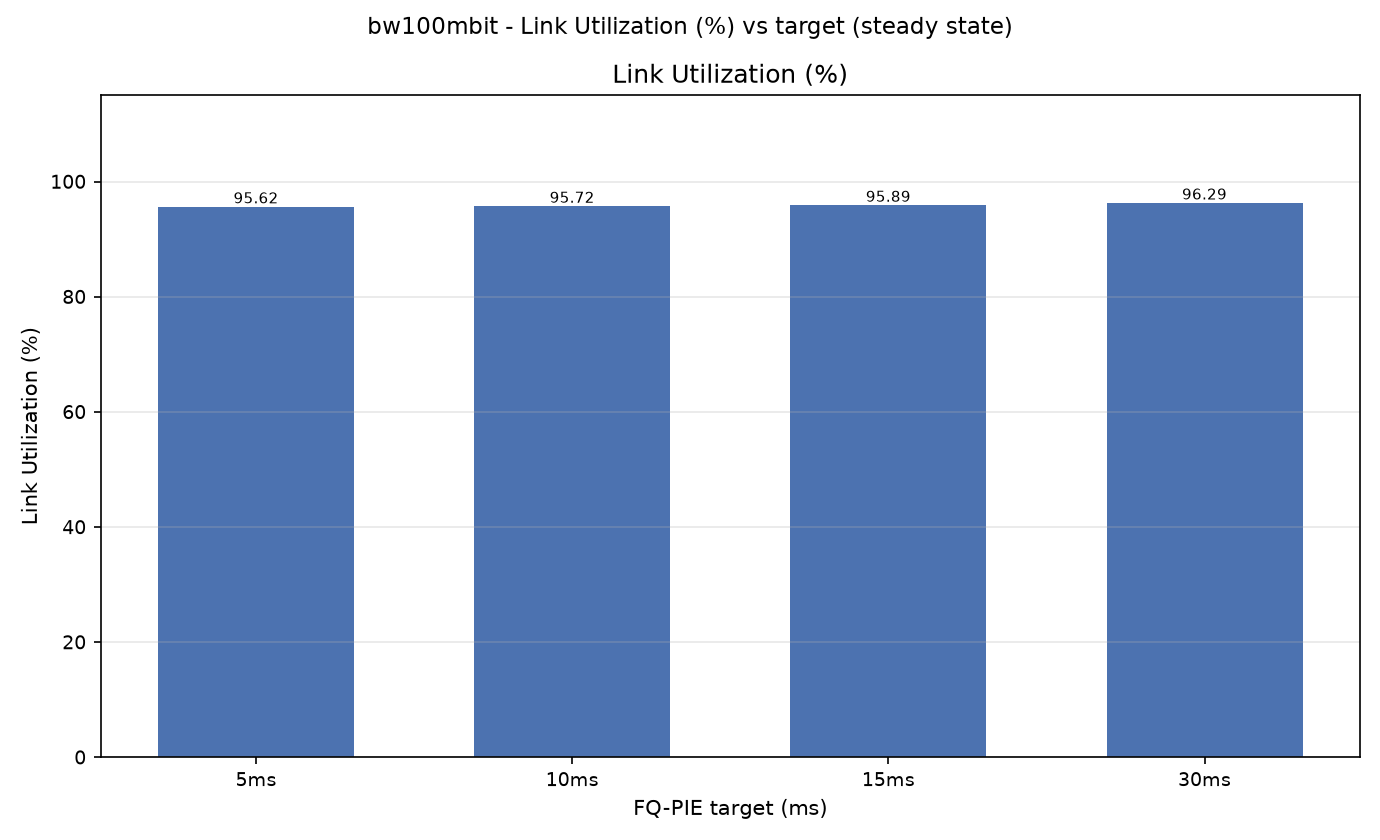 bw100mbit - Link Utilization (%) vs target (steady state)
Link Utilization (%)
Link Utilization (%)
100
80
60
40
20
0
95.62
95.72
95.89
96.29
5ms
10ms
15ms
30ms
FQ-PIE target (ms)